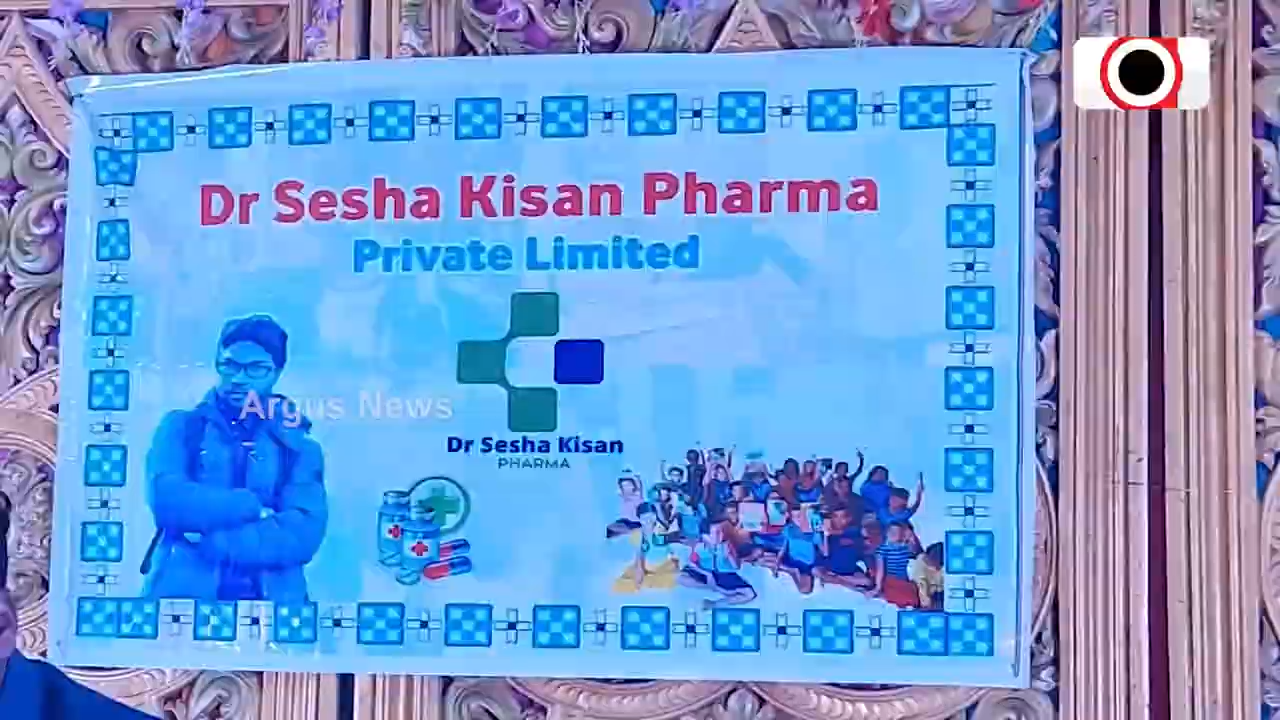 Dr Sesha Kisan Pharma
Private Limited
Argus News
Dr Sesha Kisan
PHARMA